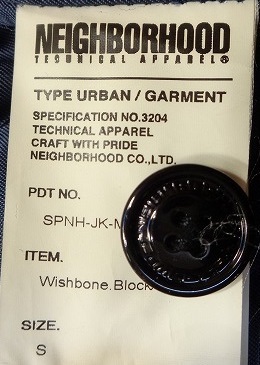 NEIGHBORHOOD
TECHNICAL APPAREL®
TYPE URBAN / GARMENT
SPECIFICATION NO.3204
TECHNICAL APPAREL
CRAFT WITH PRIDE
NEIGHBORHOOD CO.,LTD.
PDT NO.
SPNH-JK-
ITEM.
Wishbone.Block
SIZE.
S